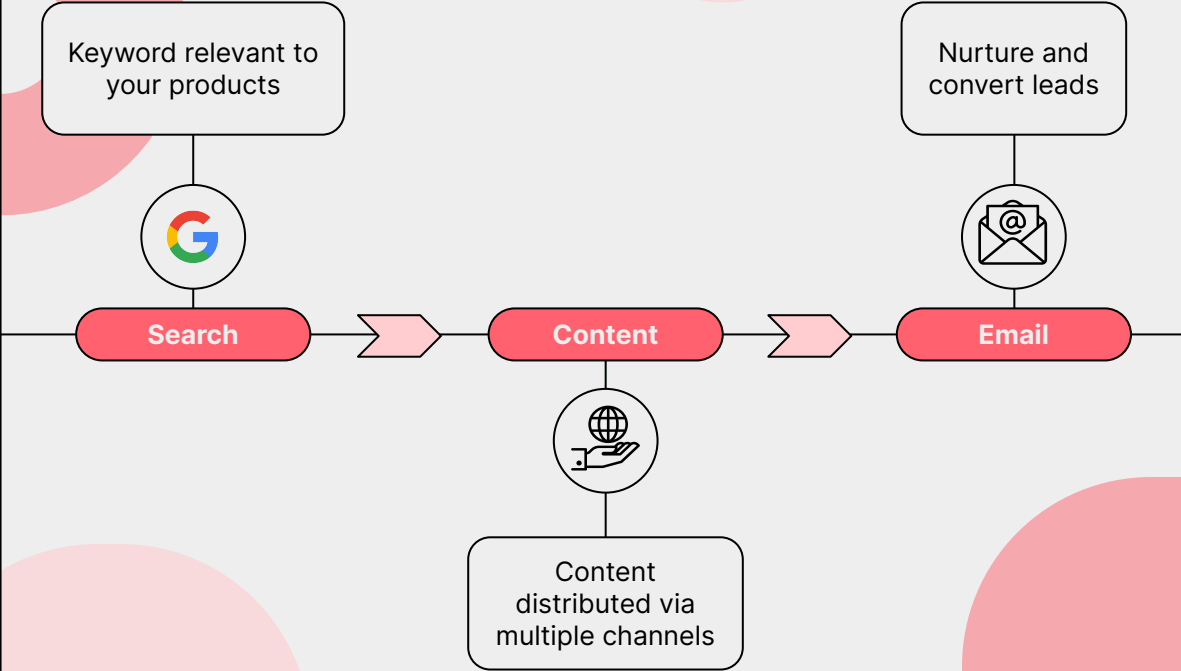 Keyword relevant to
your products
Nurture and
convert leads
Search
Content
Email
@
Content
distributed via
multiple channels